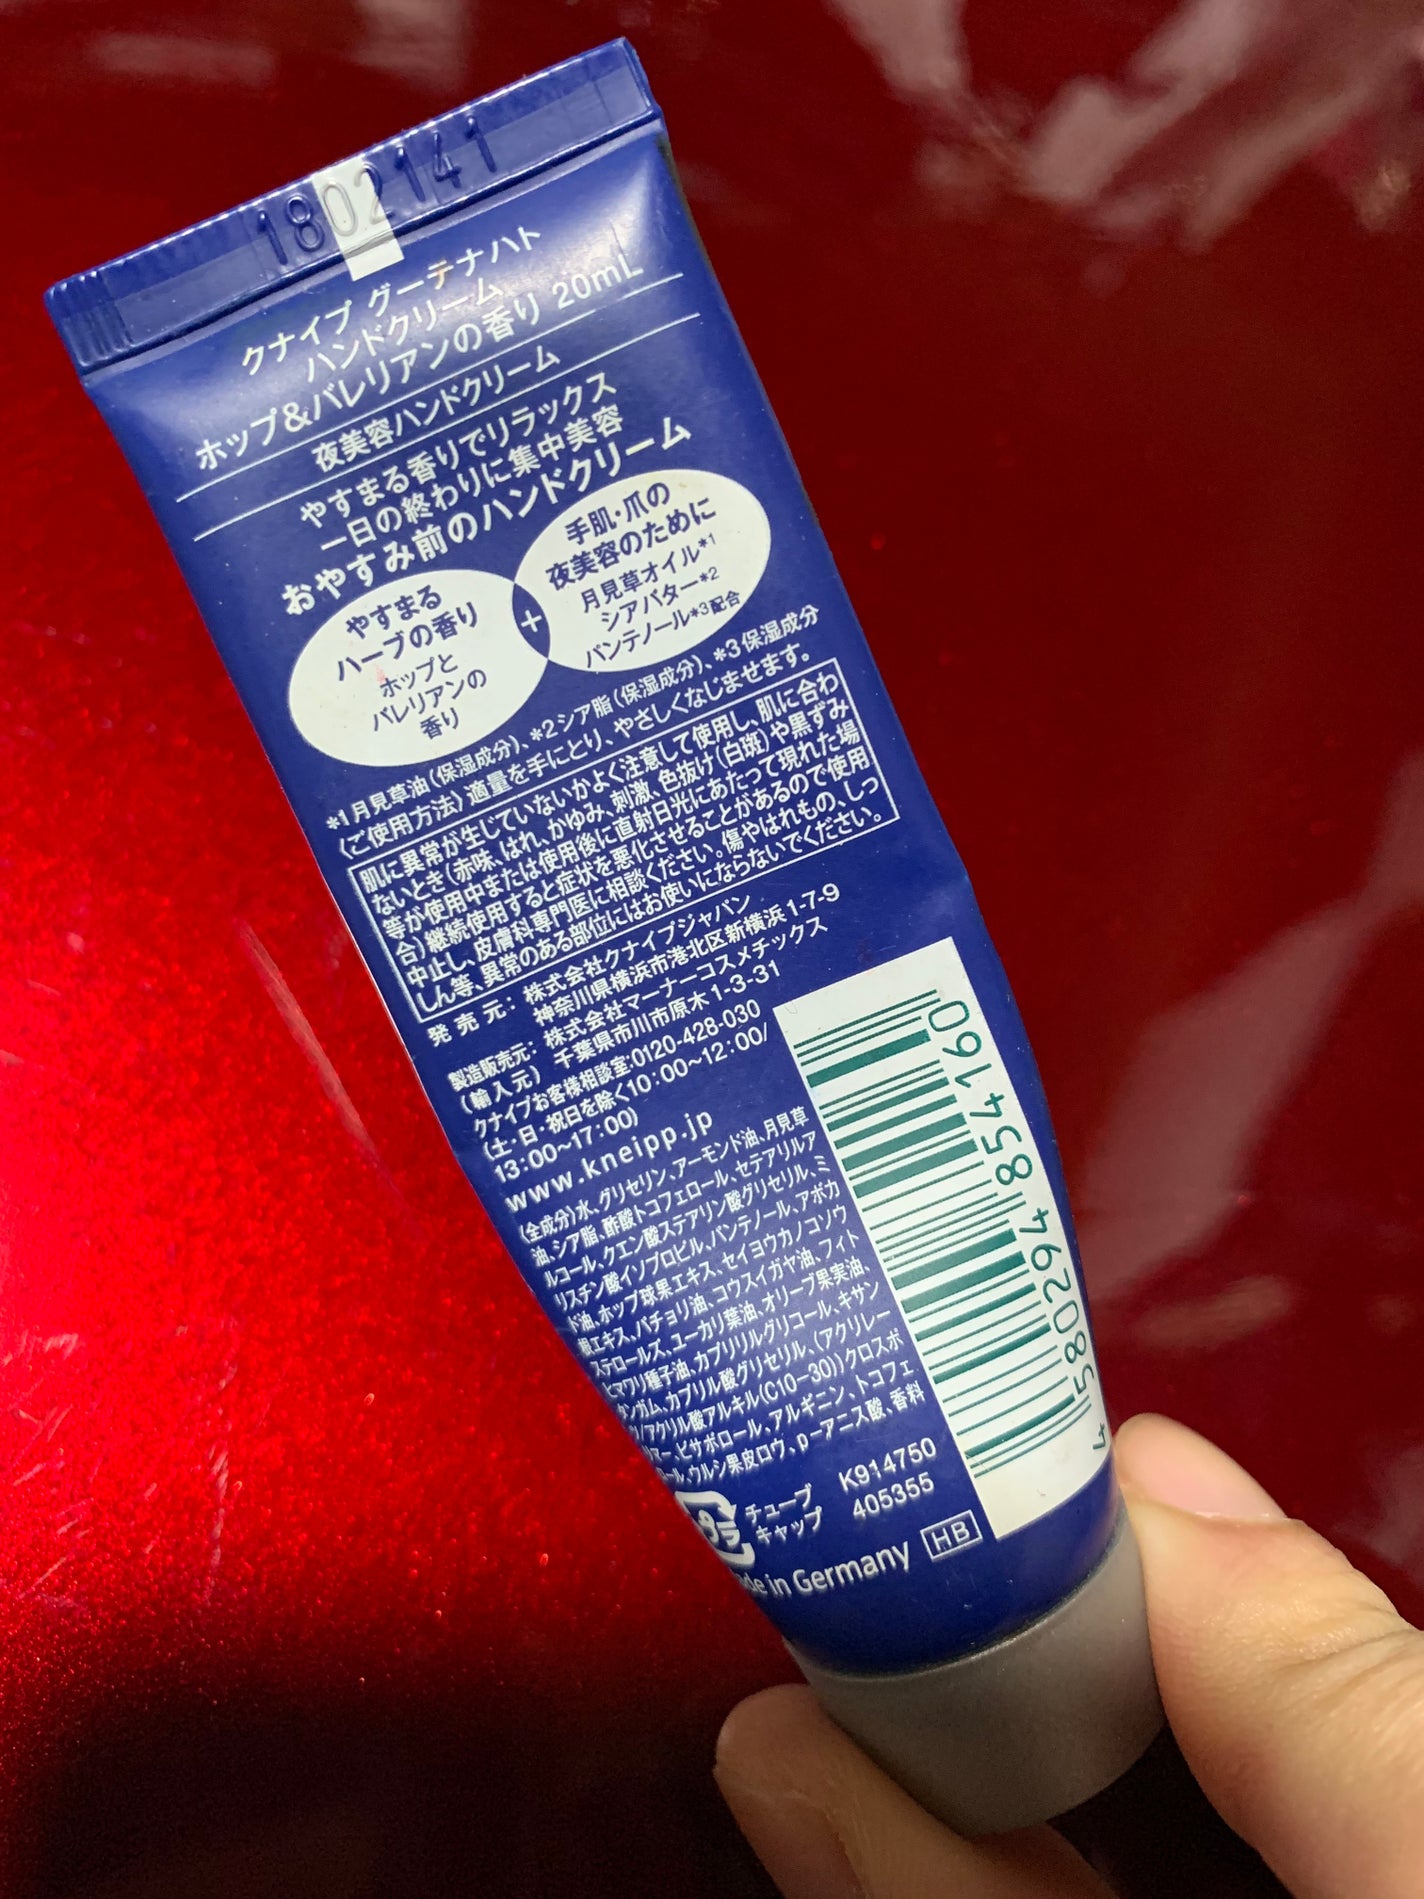 1802141
クナイプ グーテナハト
ハンドクリーム
ホップ&バレリアンの香り 20mL
夜美容ハンドクリーム
やすまる香りでリラックス
一日の終わりに集中美容
おやすみ前のハンドクリーム
やすまる
ハーブの香り
ホップと
バレリアンの
香り
+
手肌・爪の
夜美容のために
月見草オイル*1
シアバター*2
パンテノール*3配合
*1月見草油(保湿成分)、*2シア脂(保湿成分)、*3保湿成分
〈ご使用方法〉適量を手にとり、やさしくなじませます。
肌に異常が生じていないかよく注意して使用し、肌に合わ
ないとき(赤味、はれ、かゆみ、刺激、色抜け(白斑)や黒ずみ
等が使用中または使用後に直射日光にあたって現れた場
合)継続使用すると症状を悪化させることがあるので使用
中止し、皮膚科専門医に相談ください。傷やはれもの、しっ
しん等、異常のある部位にはお使いにならないでください。
発売元: 株式会社クナイプジャパン
神奈川県横浜市港北区新横浜1-7-9
製造販売元: 株式会社マーナーコスメチックス
(輸入元) 千葉県市川市原木1-3-31
クナイプお客様相談室:0120-428-030
(土・日・祝日を除く10:00~12:00/
13:00~17:00)
www.kneipp.jp
〈全成分〉水、グリセリン、アーモンド油、月見草
油、シア脂、酢酸トコフェロール、セテアリルア
ルコール、クエン酸ステアリン酸グリセリル、ミ
リスチン酸イソプロピル、パンテノール、アボカ
ド油、ホップ球果エキス、セイヨウカノコソウ
根エキス、パチョリ油、コウスイガヤ油、フィト
ステロールズ、ユーカリ葉油、オリーブ果実油、
ヒマワリ種子油、カプリリルグリコール、キサン
タンガム、カプリル酸グリセリル、(アクリレー
ツ/アクリル酸アルキル(C10-30))クロスポ
マー、ビサボロール、アルギニン、トコフェ
ロール、ウルシ果皮ロウ、p-アニス酸、香料
プラ
チューブ
キャップ
K914750
405355
de in Germany
HB
4 580294 854160